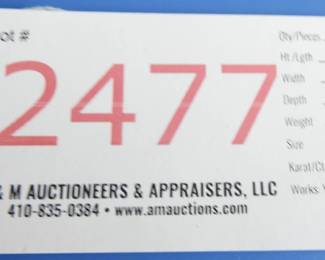 ot #
2477
& M AUCTIONEERS & APPRAISERS, LLC
410-835-0384 • www.amauctions.com
Qty/Pieces
Ht /Lgth
Width
Depth
Weight
Size
Karat/Ct
Works: